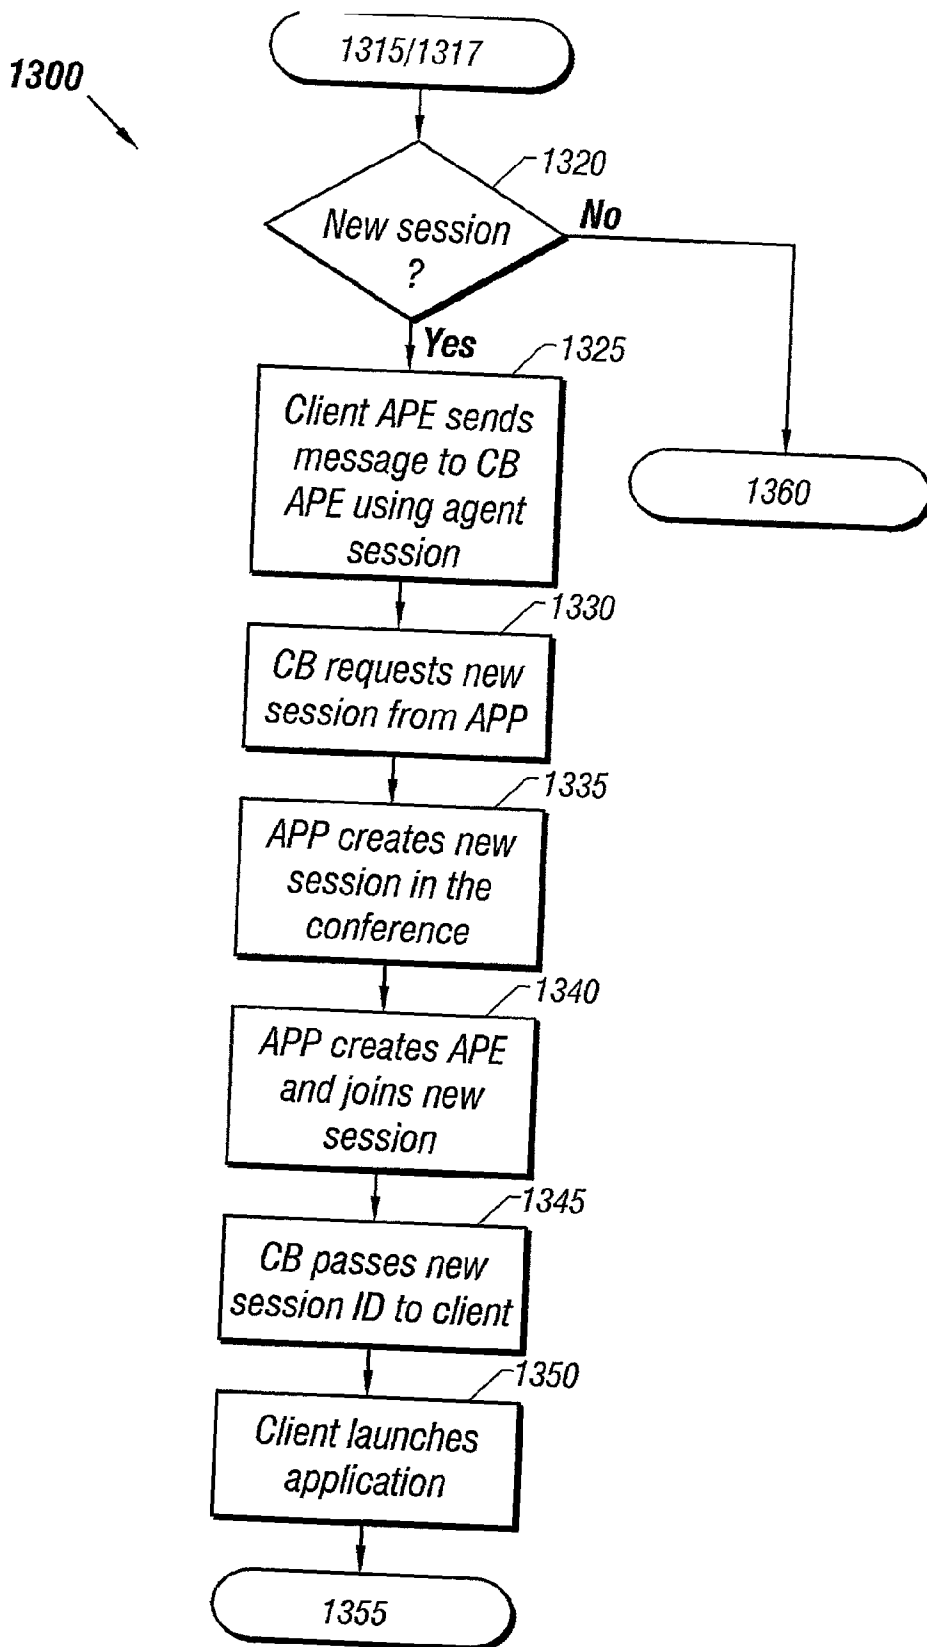 1300
1315/1317
1320
New session
?
No
Yes
1325
Client APE sends
message to CB
APE using agent
session
1360
1330
CB requests new
session from APP
1335
APP creates new
session in the
conference
1340
APP creates APE
and joins new
session
1345
CB passes new
session ID to client
1350
Client launches
application
1355